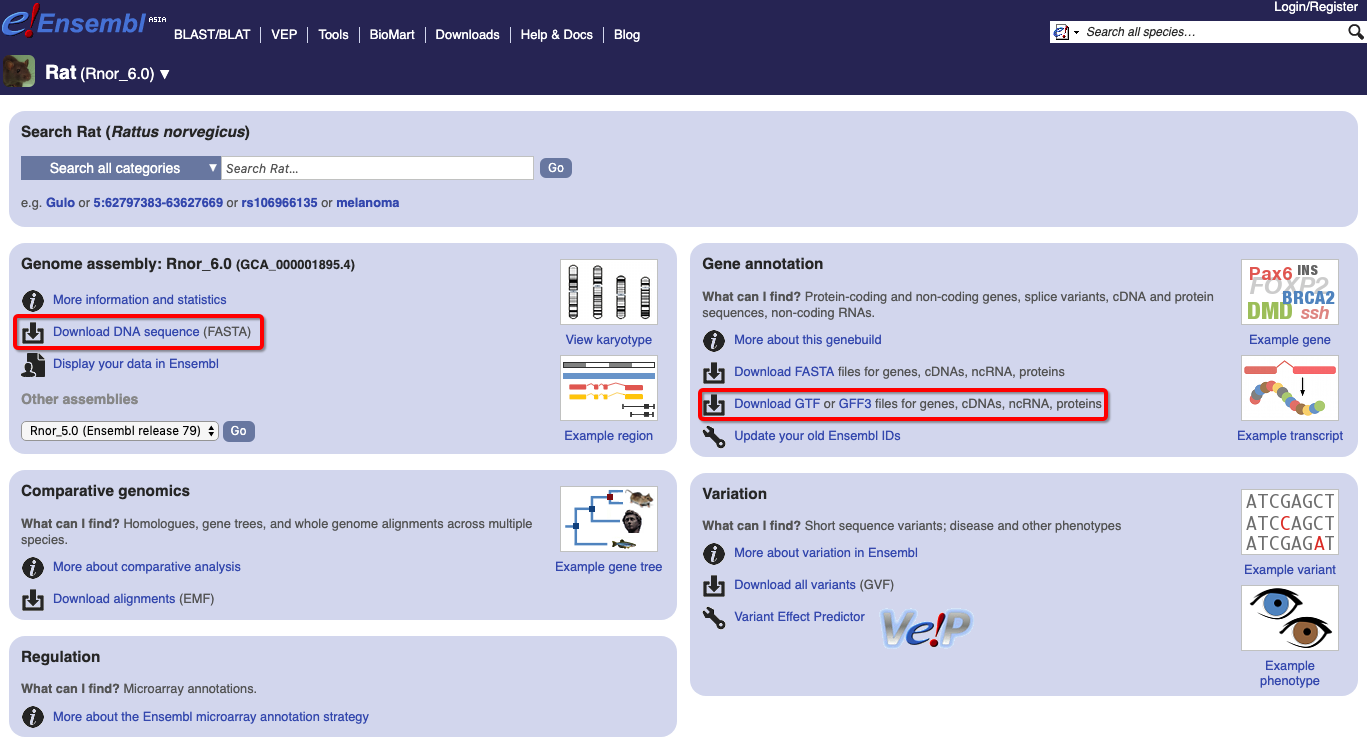 e!Ensembl ASIA
BLAST/BLAT | VEP | Tools | BioMart | Downloads | Help & Docs | Blog
Login/Register
e! Search all species…
Rat (Rnor_6.0) ▼
Search Rat (Rattus norvegicus)
Search all categories ▼ Search Rat… Go
e.g. Gulo or 5:62797383-63627669 or rs106966135 or melanoma
Genome assembly: Rnor_6.0 (GCA_000001895.4)
More information and statistics
Download DNA sequence (FASTA)
Display your data in Ensembl
Other assemblies
Rnor_5.0 (Ensembl release 79) Go
View karyotype
Example region
Gene annotation
What can I find? Protein-coding and non-coding genes, splice variants, cDNA and protein
sequences, non-coding RNAs.
More about this genebuild
Download FASTA files for genes, cDNAs, ncRNA, proteins
Download GTF or GFF3 files for genes, cDNAs, ncRNA, proteins
Update your old Ensembl IDs
Pax6 INS
FOXP2
BRCA2
DMD ssh
Example gene
Example transcript
Comparative genomics
What can I find? Homologues, gene trees, and whole genome alignments across multiple
species.
More about comparative analysis
Download alignments (EMF)
Example gene tree
Variation
What can I find? Short sequence variants; disease and other phenotypes
More about variation in Ensembl
Download all variants (GVF)
Variant Effect Predictor
Ve!P
ATCGAGCT
ATCCAGCT
ATCGAGAT
Example variant
Example
phenotype
Regulation
What can I find? Microarray annotations.
More about the Ensembl microarray annotation strategy